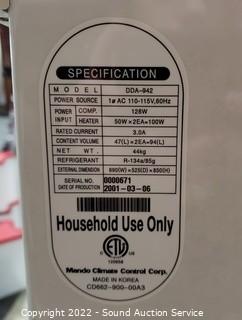 SPECIFICATION
MODEL DDA-942
POWER SOURCE 1ø AC 110-115V,60Hz
POWER INPUT COMP. 128W
HEATER 50W×2EA=100W
RATED CURRENT 3.0A
CONTENT VOLUME 47(L)×2EA=94(L)
NET WT. 44kg
REFRIGERANT R-134a/85g
EXTERNAL DIMENSION 690(W)×525(D)×850(H)
SERIAL NO. 0000671
DATE OF PRODUCTION 2001-03-06
Household Use Only
ETL
Mando Climate Control Corp.
MADE IN KOREA
CD662-900-00A3
Copyright 2022 - Sound Auction Service